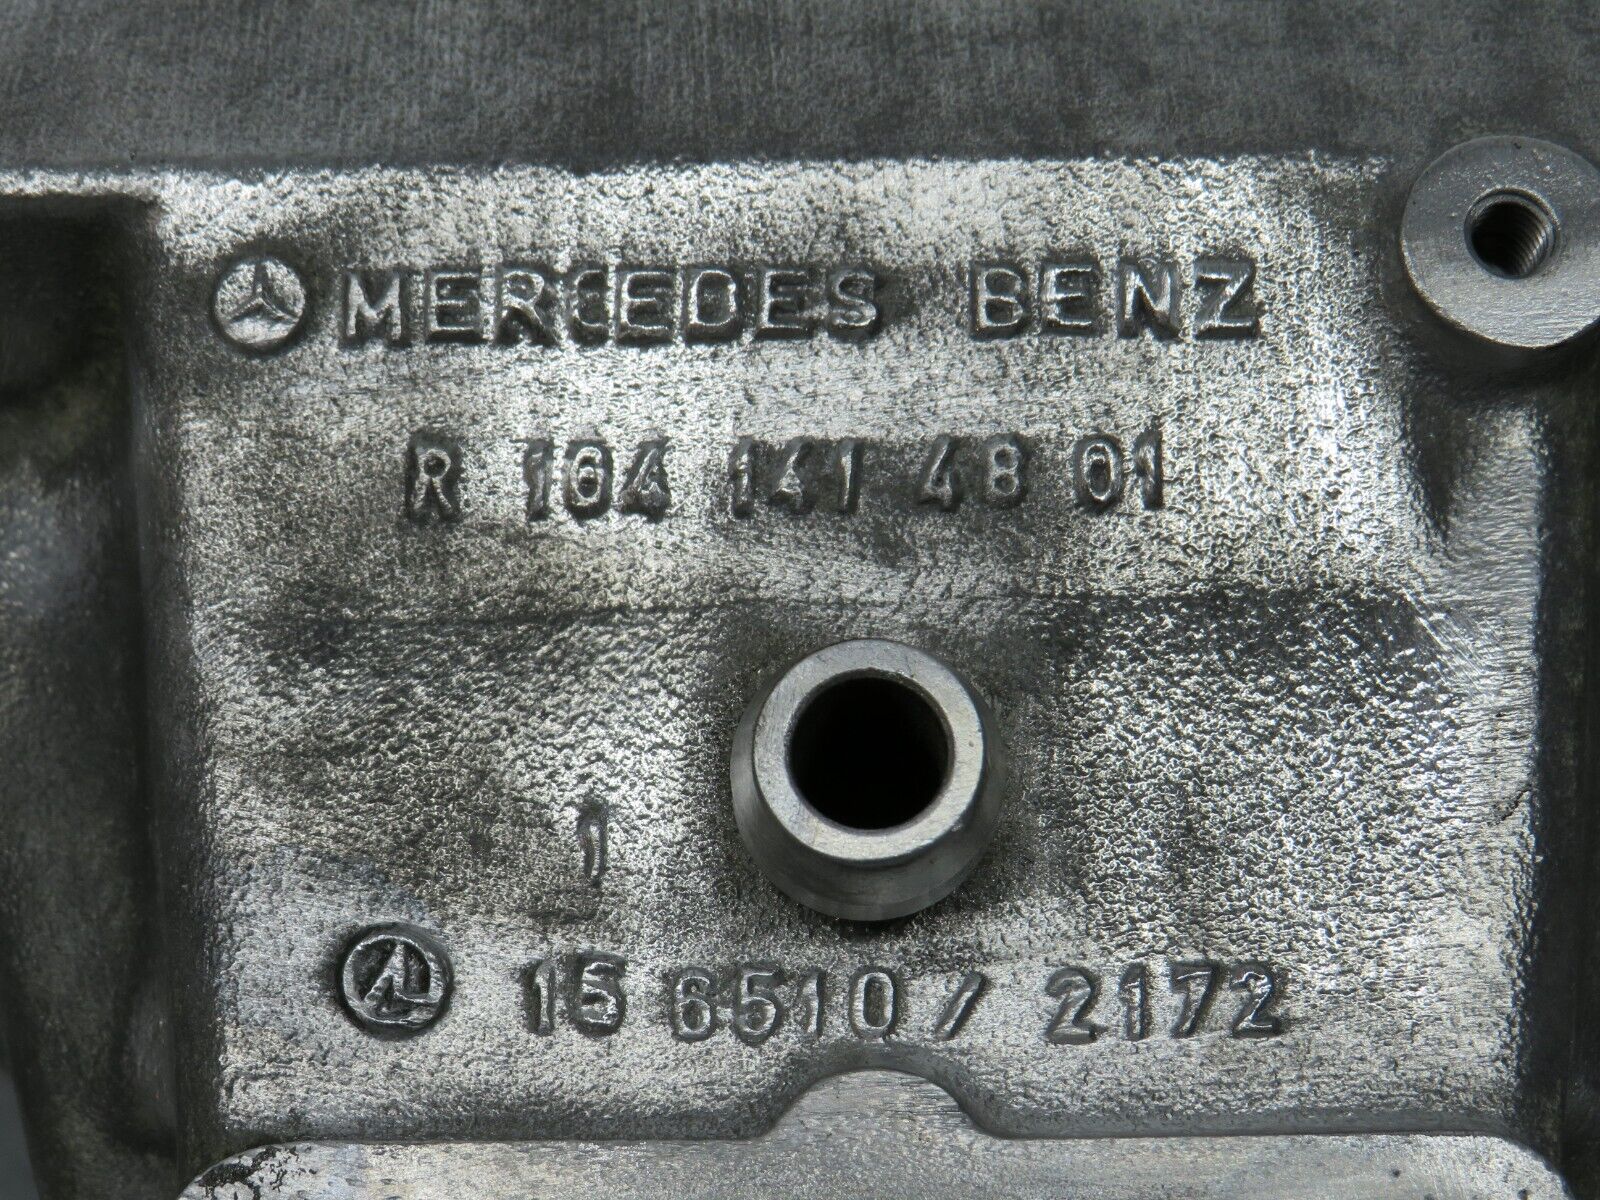 MERCEDES BENZ
R 104 141 48 01
1
15 6510 / 2172